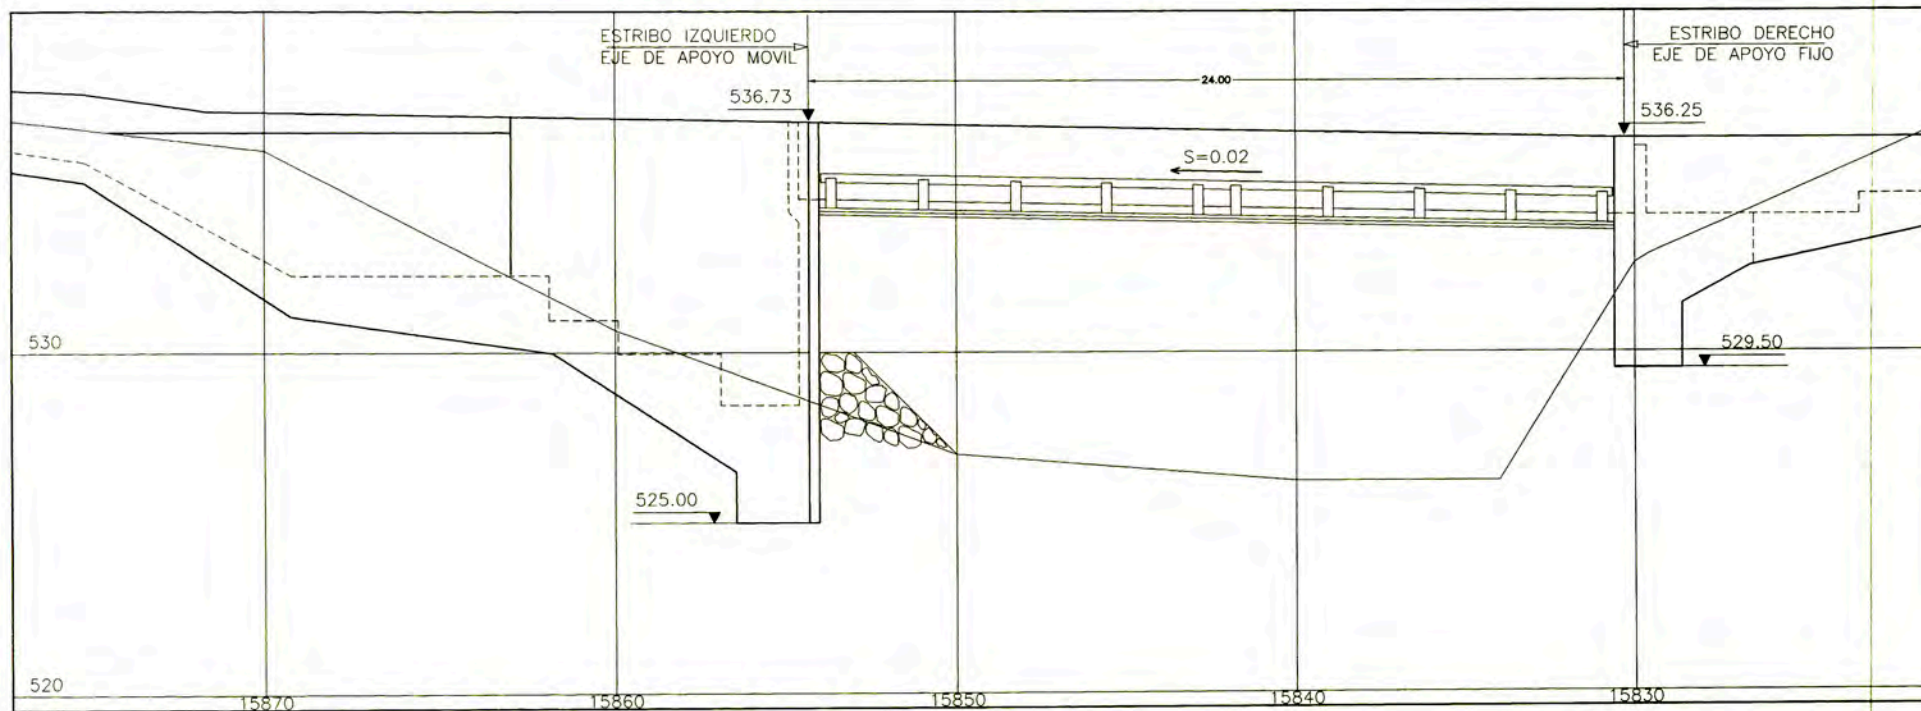 ESTRIBO IZQUIERDO
EJE DE APOYO MOVIL
ESTRIBO DERECHO
EJE DE APOYO FIJO
24.00
536.73
536.25
S=0.02
530
529.50
525.00
520
15870
15860
15850
15840
15830